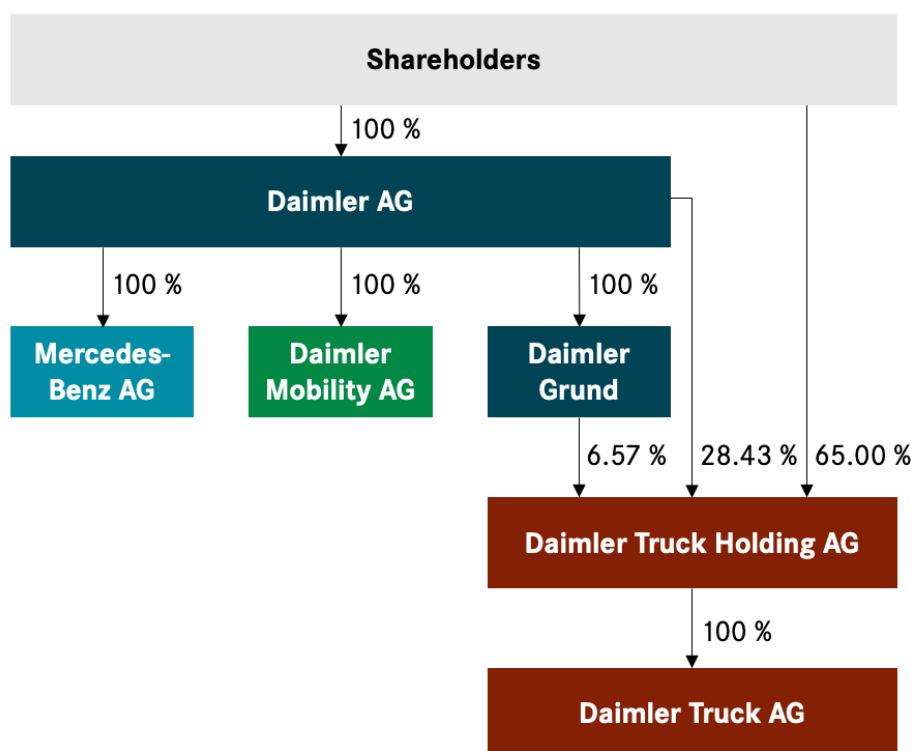 Shareholders
100 %
Daimler AG
100 %
100 %
100 %
Mercedes-
Benz AG
Daimler
Mobility AG
Daimler
Grund
6.57 %
28.43 %
65.00 %
Daimler Truck Holding AG
100 %
Daimler Truck AG